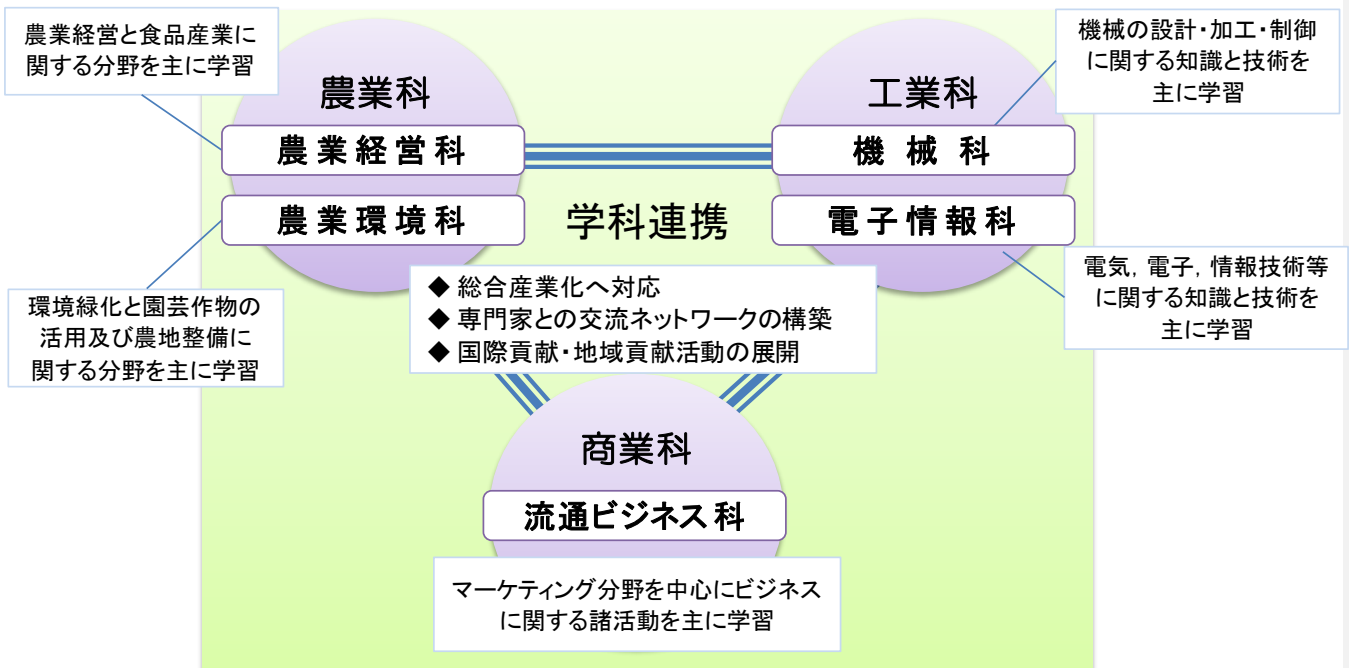 農業経営と食品産業に
関する分野を主に学習
機械の設計・加工・制御
に関する知識と技術を
主に学習
農業科
農業経営科
農業環境科
工業科
機械科
電子情報科
学科連携
環境緑化と園芸作物の
活用及び農地整備に
関する分野を主に学習
◆ 総合産業化へ対応
◆ 専門家との交流ネットワークの構築
◆ 国際貢献・地域貢献活動の展開
電気，電子，情報技術等
に関する知識と技術を
主に学習
商業科
流通ビジネス科
マーケティング分野を中心にビジネス
に関する諸活動を主に学習